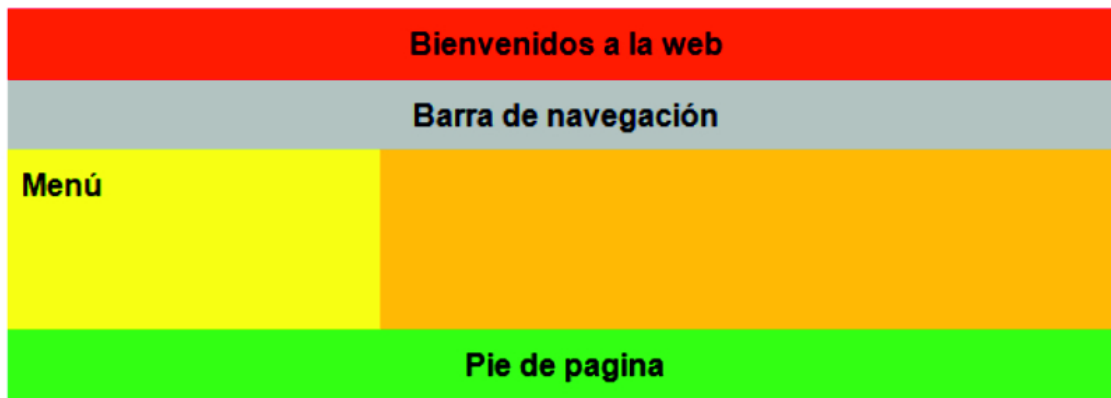 Bienvenidos a la web
Barra de navegación
Menú
Pie de pagina